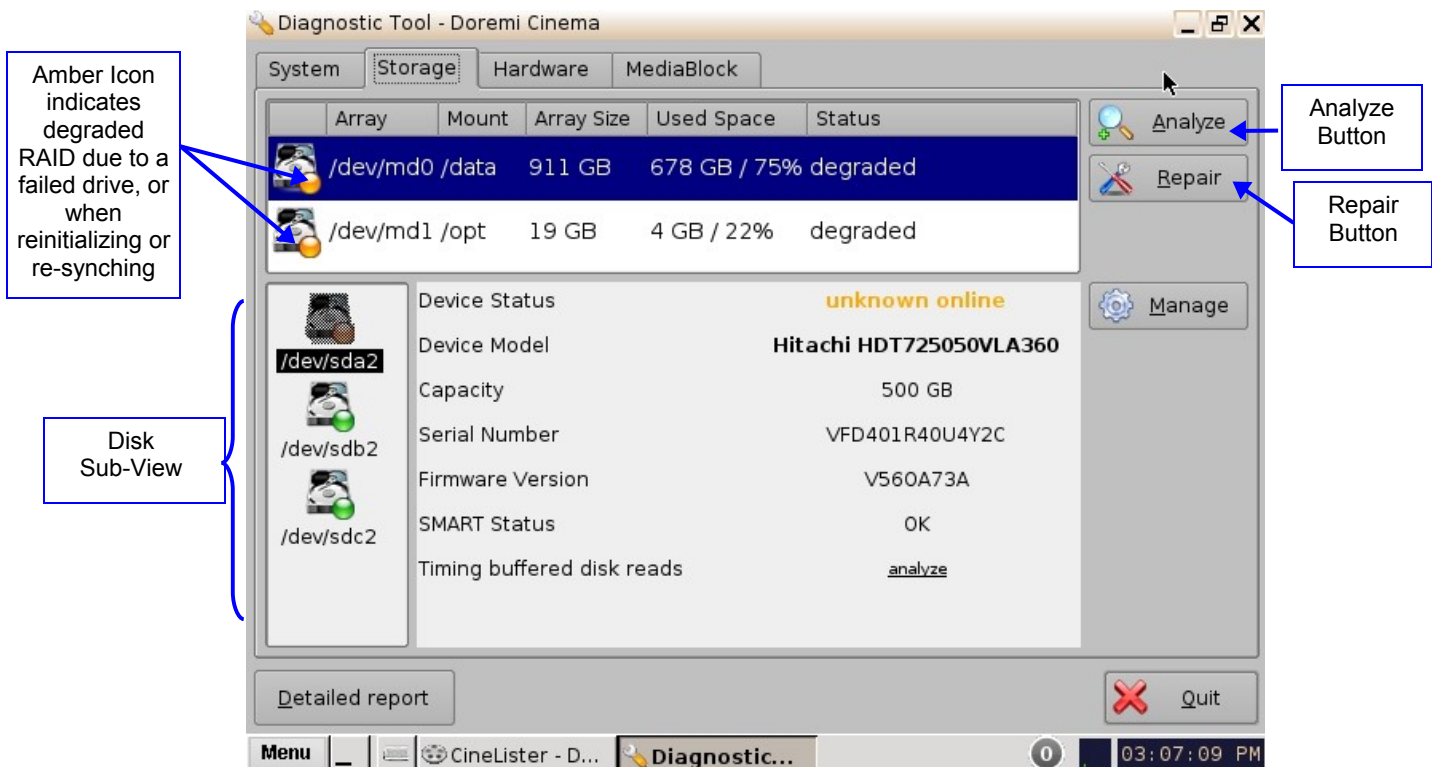 Diagnostic Tool - Doremi Cinema
System Storage Hardware MediaBlock
Amber Icon
indicates
degraded
RAID due to a
failed drive, or
when
reinitializing or
re-synching
Array Mount Array Size Used Space Status
/dev/md0 /data 911 GB 678 GB / 75% degraded
/dev/md1 /opt 19 GB 4 GB / 22% degraded
Analyze
Repair
Analyze
Button
Repair
Button
Disk
Sub-View
/dev/sda2
/dev/sdb2
/dev/sdc2
Device Status unknown online
Device Model Hitachi HDT725050VLA360
Capacity 500 GB
Serial Number VFD401R40U4Y2C
Firmware Version V560A73A
SMART Status OK
Timing buffered disk reads analyze
Manage
Detailed report
Quit
Menu CineLister - D... Diagnostic... 0 03:07:09 PM